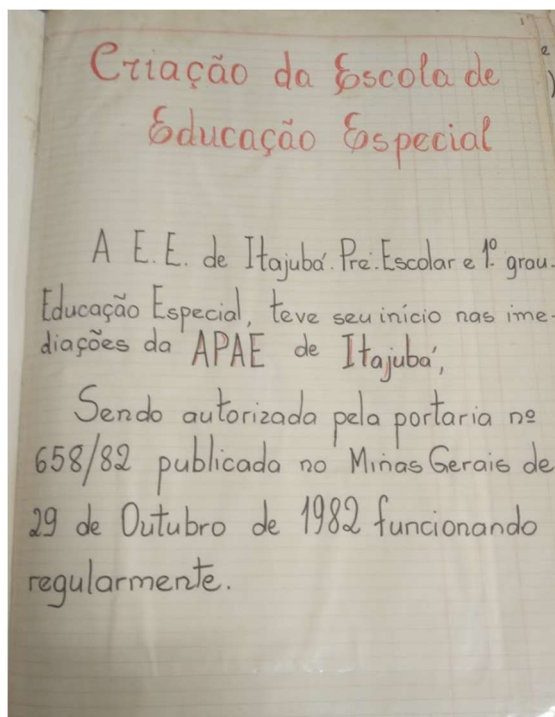 Criação da Escola de
Educação Especial
A E.E. de Itajubá. Pré.Escolar e 1º grau.
Educação Especial, teve seu início nas ime-
diações da APAE de Itajubá,
Sendo autorizada pela portaria nº
658/82 publicada no Minas Gerais de
29 de Outubro de 1982 funcionando
regularmente.